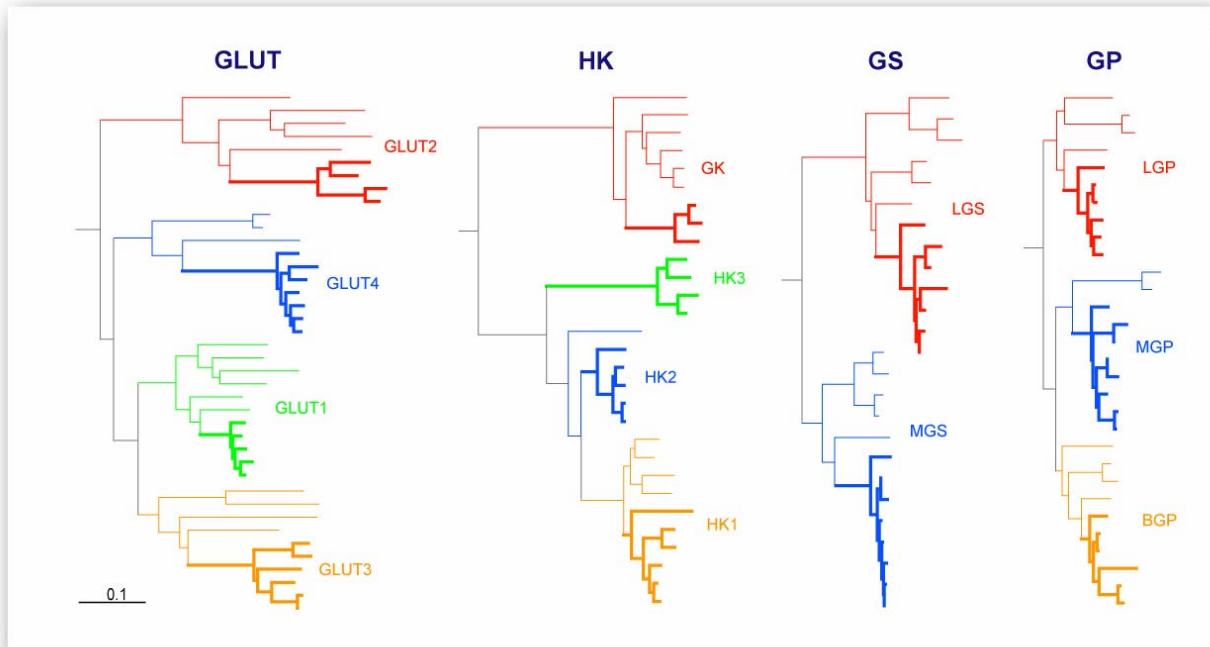 GLUT
HK
GS
GP
GLUT2
GLUT4
GLUT1
GLUT3
0.1
GK
HK3
HK2
HK1
LGS
MGS
LGP
MGP
BGP